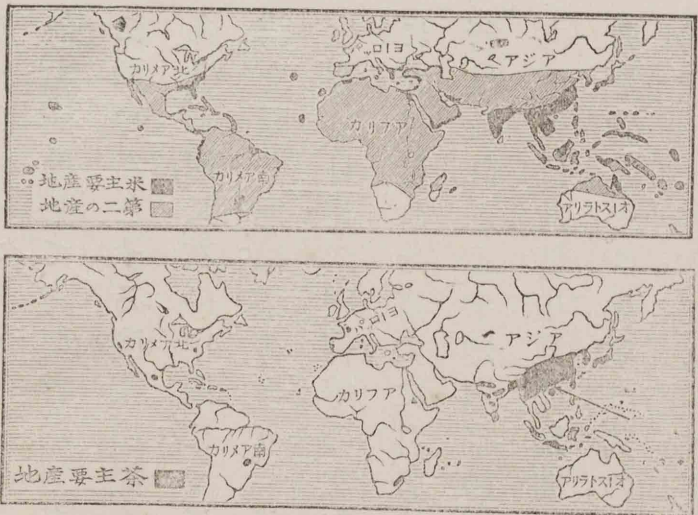 ヨーロ
アジア
北アメリカ
アフリカ
南アメリカ
オーストラリア
米主要産地
第二の産地
ヨーロ
アジア
北アメリカ
アフリカ
南アメリカ
オーストラリア
茶主要産地